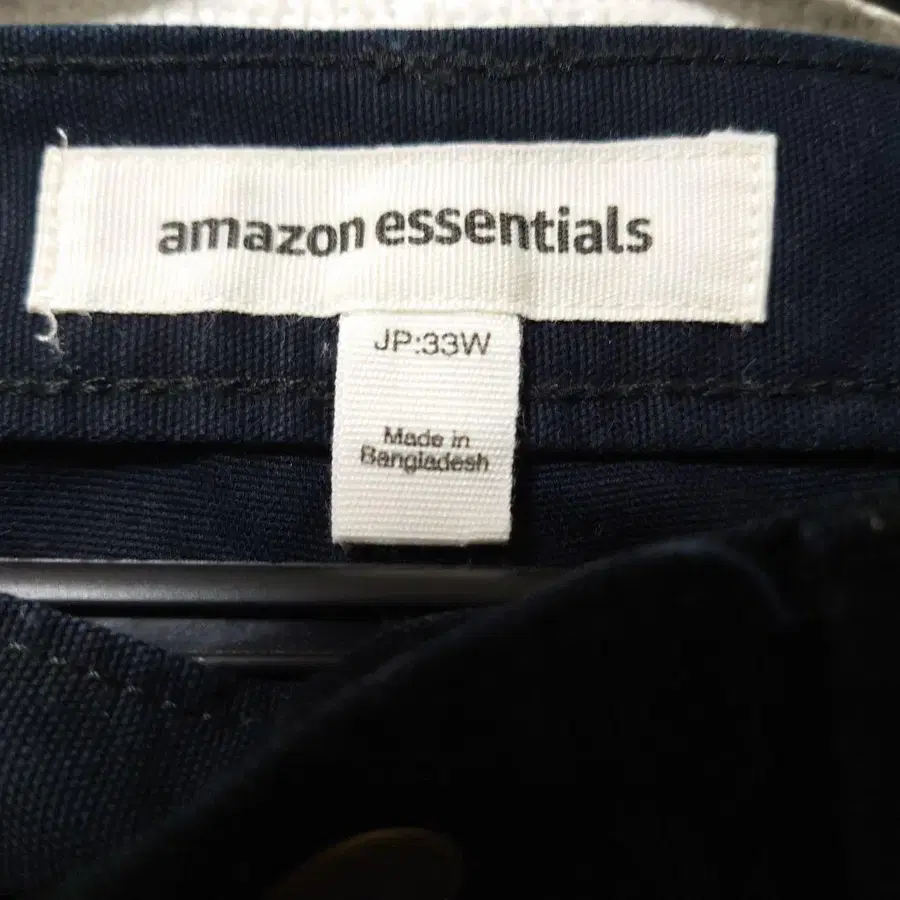 amazon essentials
JP:33W
Made in
Bangladesh